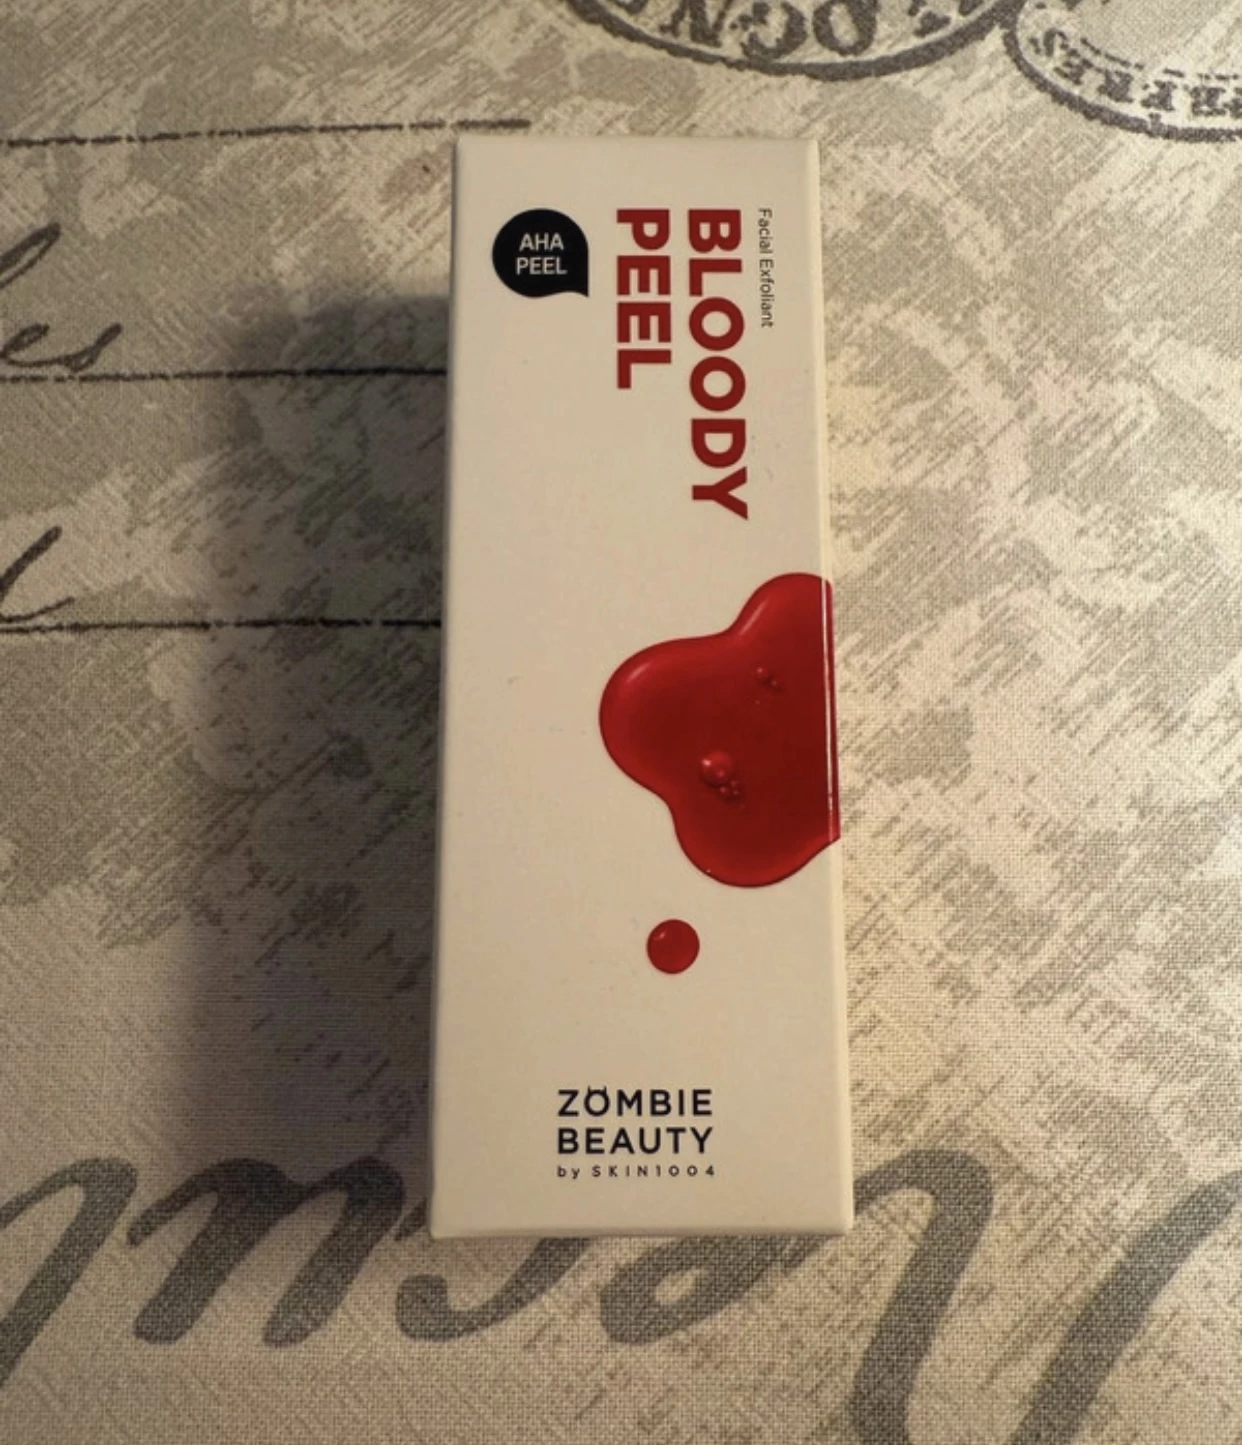 Facial Exfoliant
BLOODY
PEEL
AHA
PEEL
ZOMBIE
BEAUTY
by SKIN1004